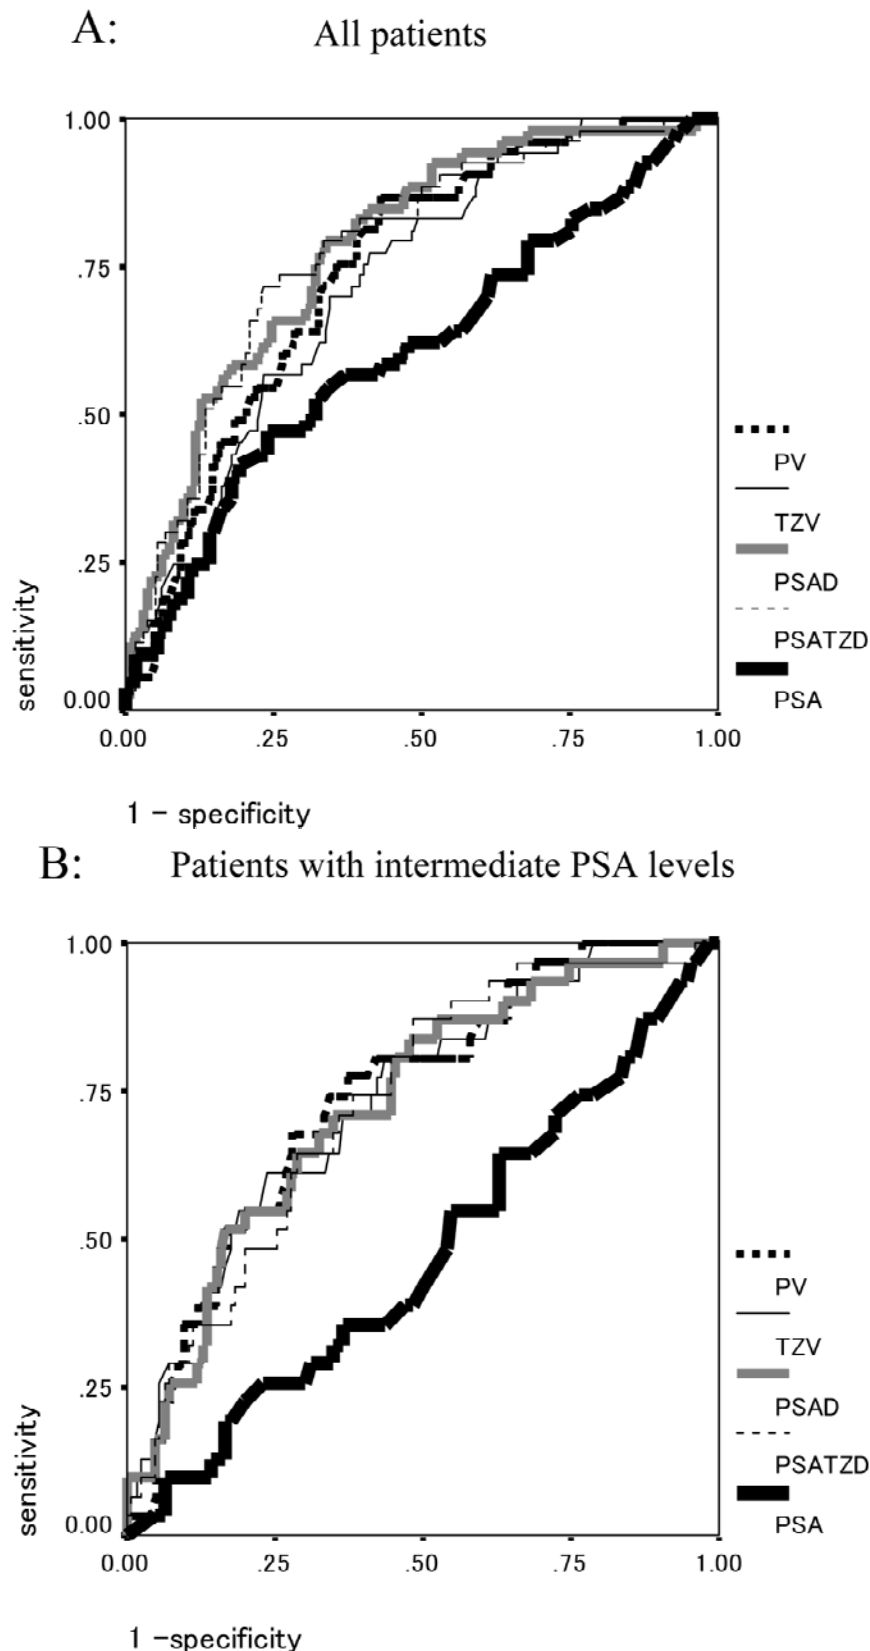 A:
All patients
1.00
.75
.50
.25
0.00
sensitivity
0.00 .25 .50 .75 1.00
1 - specificity
PV
TZV
PSAD
PSATZD
PSA
B:
Patients with intermediate PSA levels
1.00
.75
.50
.25
0.00
sensitivity
0.00 .25 .50 .75 1.00
1 -specificity
PV
TZV
PSAD
PSATZD
PSA